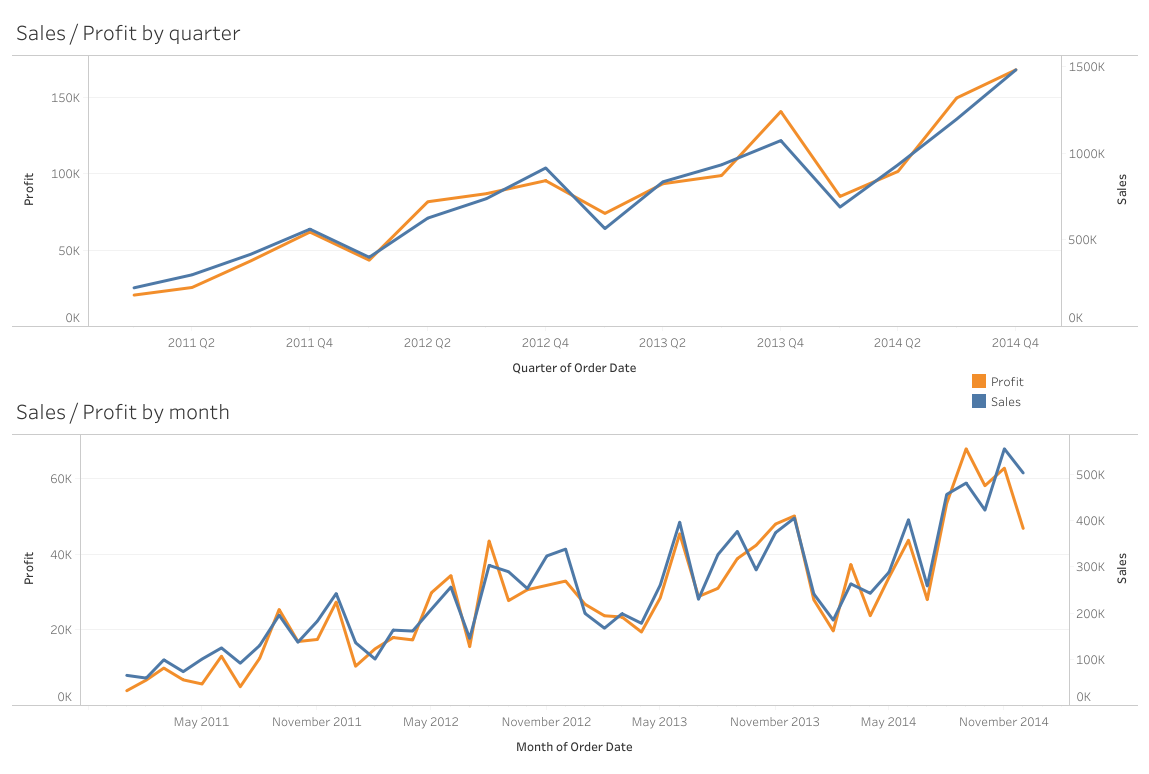 Sales / Profit by quarter
150K
100K
50K
0K
Profit
1500K
1000K
500K
0K
Sales
2011 Q2 2011 Q4 2012 Q2 2012 Q4 2013 Q2 2013 Q4 2014 Q2 2014 Q4
Quarter of Order Date
Profit
Sales
Sales / Profit by month
60K
40K
20K
0K
Profit
500K
400K
300K
200K
100K
0K
Sales
May 2011 November 2011 May 2012 November 2012 May 2013 November 2013 May 2014 November 2014
Month of Order Date